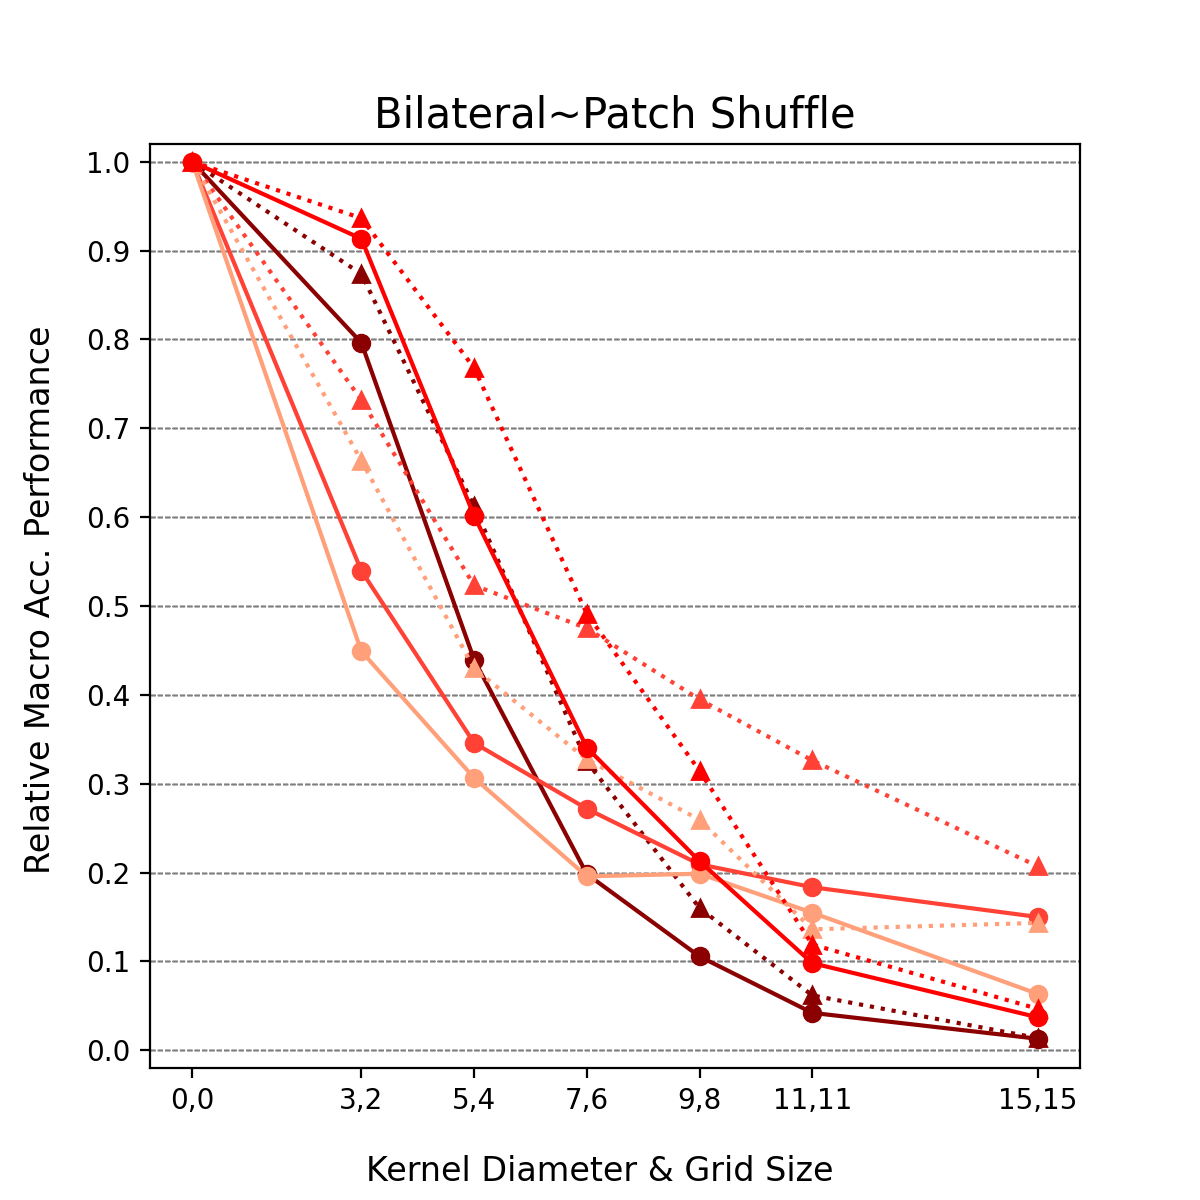 Bilateral~Patch Shuffle
Relative Macro Acc. Performance
1.0
0.9
0.8
0.7
0.6
0.5
0.4
0.3
0.2
0.1
0.0
0,0 3,2 5,4 7,6 9,8 11,11 15,15
Kernel Diameter & Grid Size